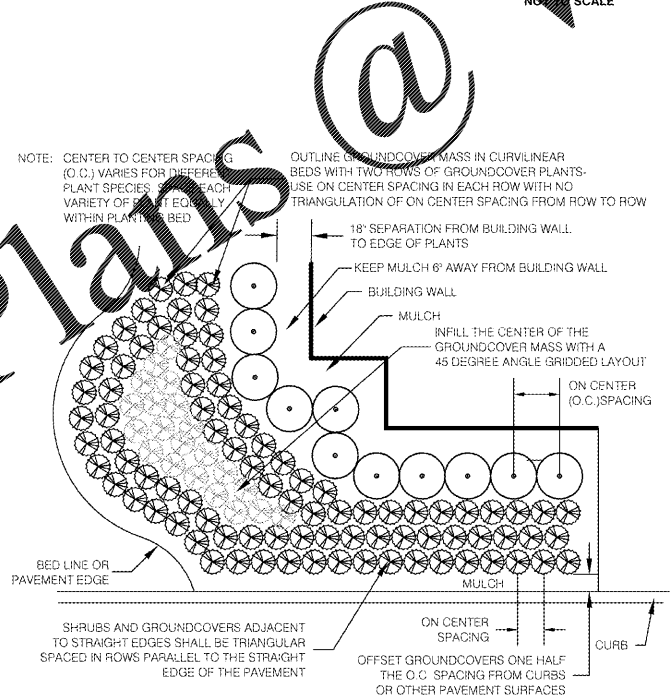 NOT TO SCALE
Plans @
NOTE: CENTER TO CENTER SPACING
(O.C.) VARIES FOR DIFFERENT
PLANT SPECIES. EACH
VARIETY OF PLANT EQUALLY
WITHIN PLANTING BED
OUTLINE GROUNDCOVER MASS IN CURVILINEAR
BEDS WITH TWO ROWS OF GROUNDCOVER PLANTS-
USE ON CENTER SPACING IN EACH ROW WITH NO
TRIANGULATION OF ON CENTER SPACING FROM ROW TO ROW
18" SEPARATION FROM BUILDING WALL
TO EDGE OF PLANTS
KEEP MULCH 6" AWAY FROM BUILDING WALL
BUILDING WALL
MULCH
INFILL THE CENTER OF THE
GROUNDCOVER MASS WITH A
45 DEGREE ANGLE GRIDDED LAYOUT
ON CENTER
(O.C.)SPACING
BED LINE OR
PAVEMENT EDGE
MULCH
SHRUBS AND GROUNDCOVERS ADJACENT
TO STRAIGHT EDGES SHALL BE TRIANGULAR
SPACED IN ROWS PARALLEL TO THE STRAIGHT
EDGE OF THE PAVEMENT
ON CENTER
SPACING
CURB
OFFSET GROUNDCOVERS ONE HALF
THE O.C. SPACING FROM CURBS
OR OTHER PAVEMENT SURFACES